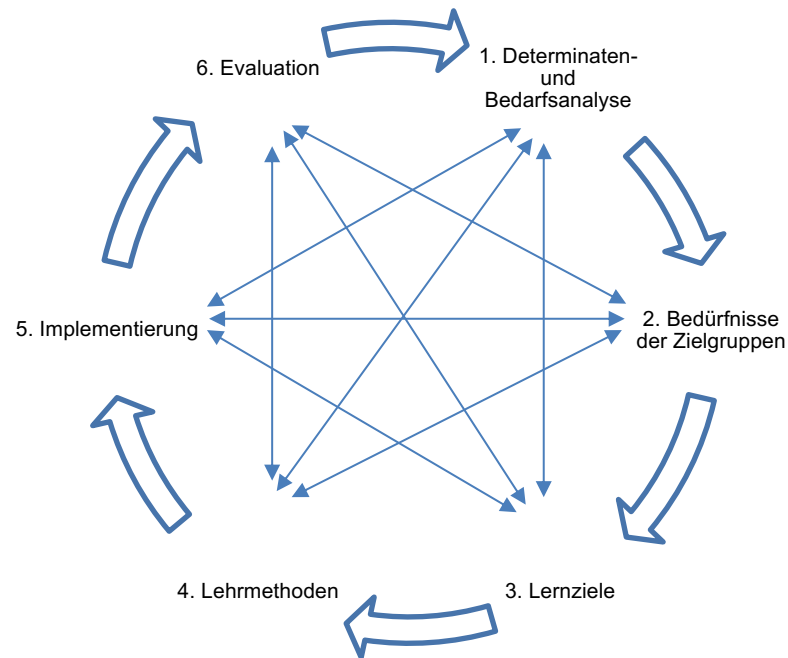 1. Determinaten-
und
Bedarfsanalyse
2. Bedürfnisse
der Zielgruppen
3. Lernziele
4. Lehrmethoden
5. Implementierung
6. Evaluation